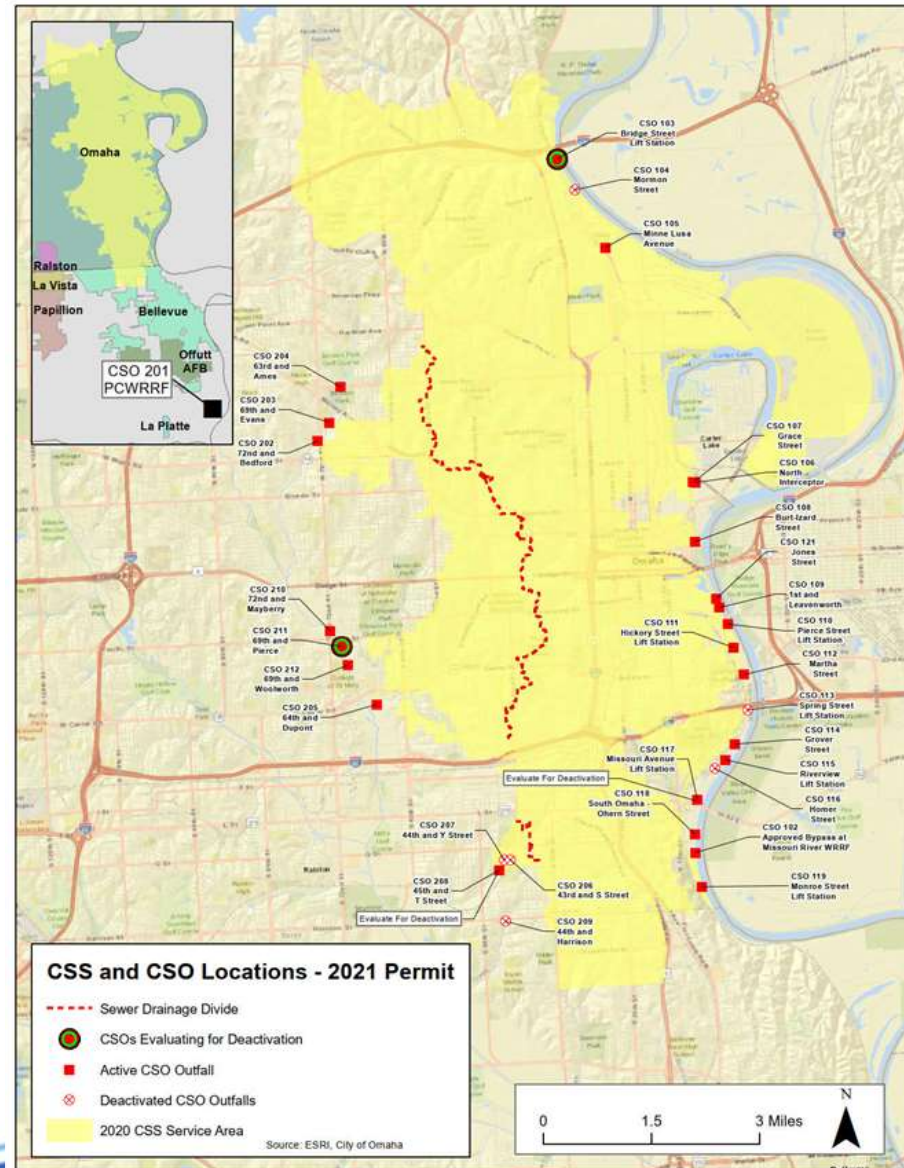 Omaha
Ralston
La Vista
Papillion
Bellevue
Offutt
AFB
CSO 201
PCWRRF
La Platte
CSO 103
Bridge Street
Lift Station
CSO 104
Mormon
Street
CSO 105
Minne Lusa
Avenue
CSO 204
63rd and
Ames
CSO 203
69th and
Evans
CSO 202
72nd and
Bedford
Carter
Lake
CSO 107
Grace
Street
CSO 106
North
Interceptor
CSO 108
Burt-Izard
Street
CSO 121
Jones
Street
Omaha
CSO 109
1st and
Leavenworth
CSO 110
Pierce Street
Lift Station
CSO 111
Hickory Street
Lift Station
CSO 112
Martha
Street
CSO 210
72nd and
Mayberry
CSO 211
69th and
Pierce
CSO 212
69th and
Woolworth
CSO 205
64th and
Dupont
CSO 113
Spring Street
Lift Station
CSO 114
Grover
Street
CSO 117
Missouri Avenue
Lift Station
CSO 115
Riverview
Lift Station
Evaluate For Deactivation
CSO 116
Homer
Street
CSO 118
South Omaha -
Ohern Street
CSO 102
Approved Bypass at
Missouri River WRRF
CSO 207
44th and Y Street
Ralston
CSO 208
45th and
T Street
CSO 206
43rd and S Street
CSO 119
Monroe Street
Lift Station
Evaluate For Deactivation
CSO 209
44th and
Harrison
CSS and CSO Locations - 2021 Permit
Sewer Drainage Divide
CSOs Evaluating for Deactivation
Active CSO Outfall
Deactivated CSO Outfalls
2020 CSS Service Area
Source: ESRI, City of Omaha
N
0 1.5 3 Miles